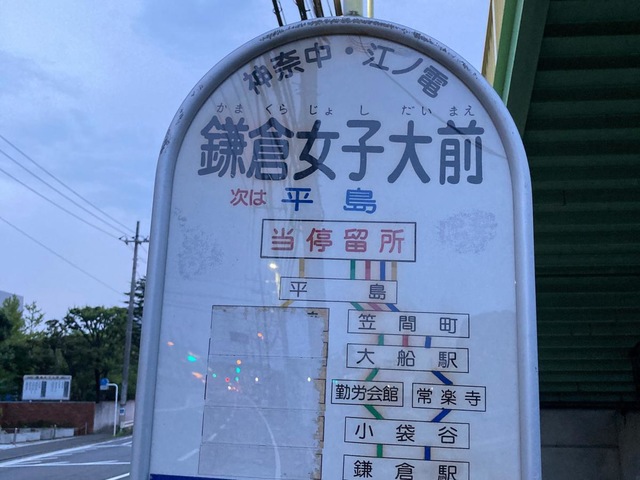 神奈中・江ノ電
かま くら じょ し だい まえ
鎌倉女子大前
次は 平島
当停留所
平島
笠間町
大船駅
勤労会館 常楽寺
小袋谷
鎌倉駅